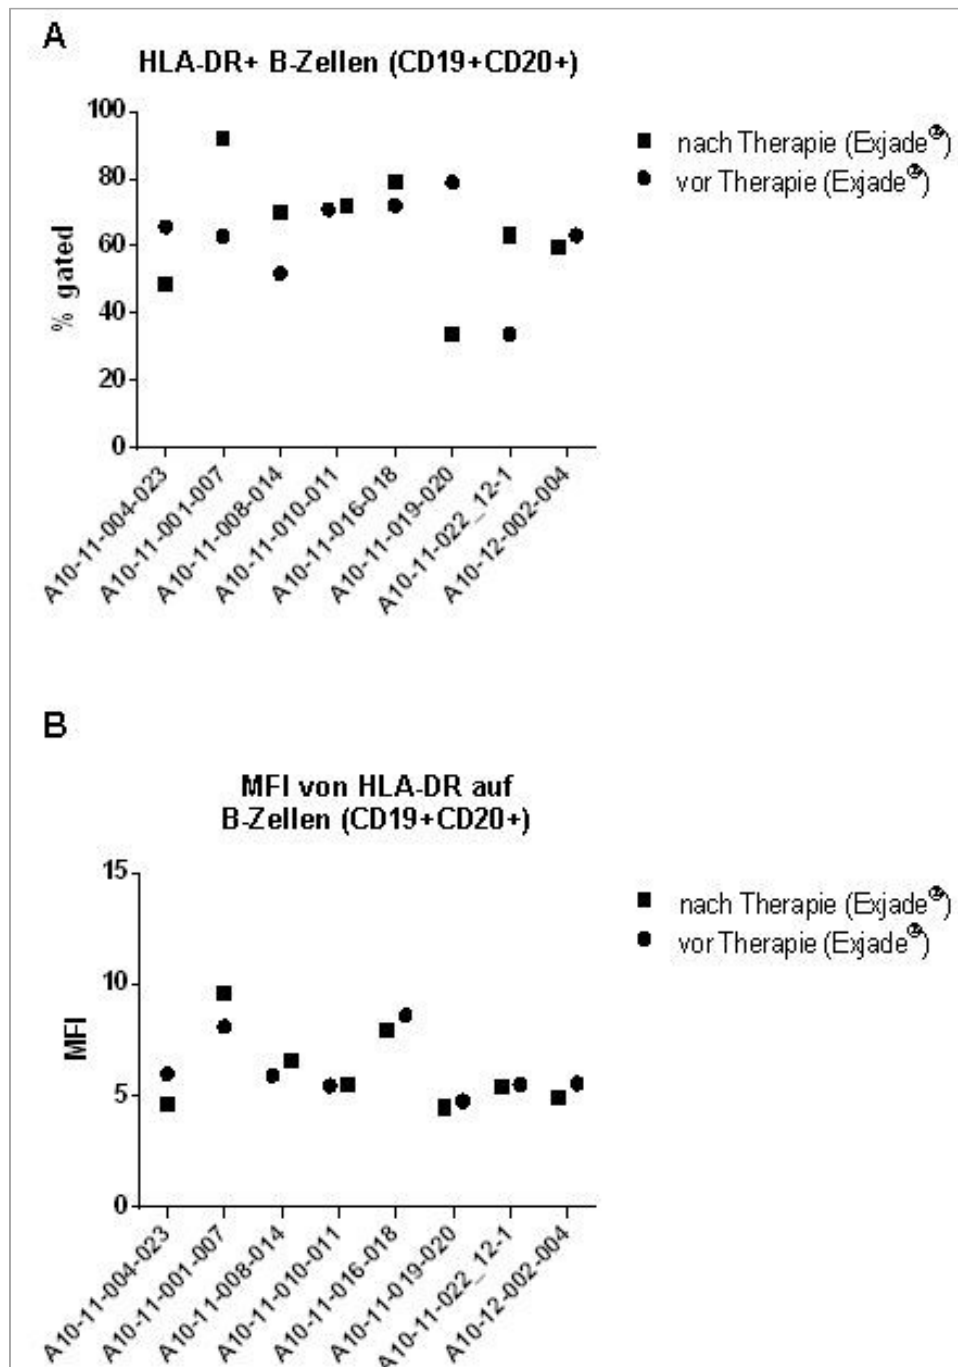 A
HLA-DR+ B-Zellen (CD19+CD20+)
100
80
60
40
20
0
% gated
nach Therapie (Exjade®)
vor Therapie (Exjade®)
A10-11-004-023
A10-11-001-007
A10-11-008-014
A10-11-010-011
A10-11-016-018
A10-11-019-020
A10-11-022_12-1
A10-12-002-004
B
MFI von HLA-DR auf
B-Zellen (CD19+CD20+)
15
10
5
0
MFI
nach Therapie (Exjade®)
vor Therapie (Exjade®)
A10-11-004-023
A10-11-001-007
A10-11-008-014
A10-11-010-011
A10-11-016-018
A10-11-019-020
A10-11-022_12-1
A10-12-002-004